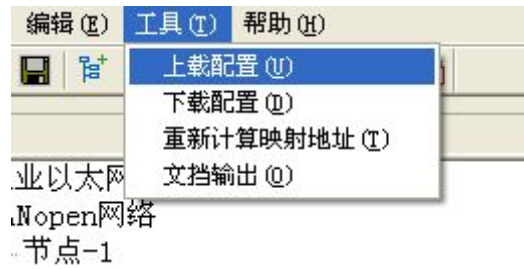 编辑(E) 工具(T) 帮助(H)
上载配置(U)
下载配置(D)
重新计算映射地址(T)
文挡输出(O)
业以太网
Nopen网络
节点-1